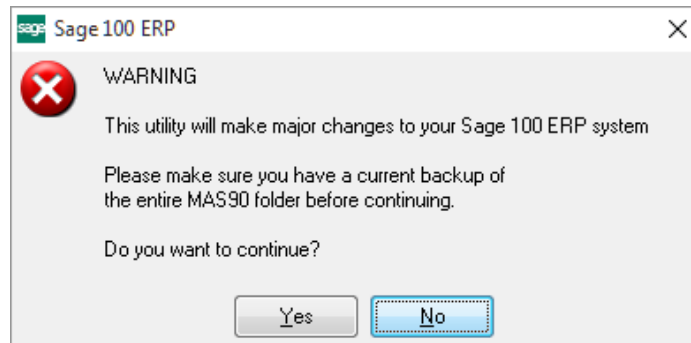 sage Sage 100 ERP
WARNING
This utility will make major changes to your Sage 100 ERP system
Please make sure you have a current backup of
the entire MAS90 folder before continuing.
Do you want to continue?
Yes No